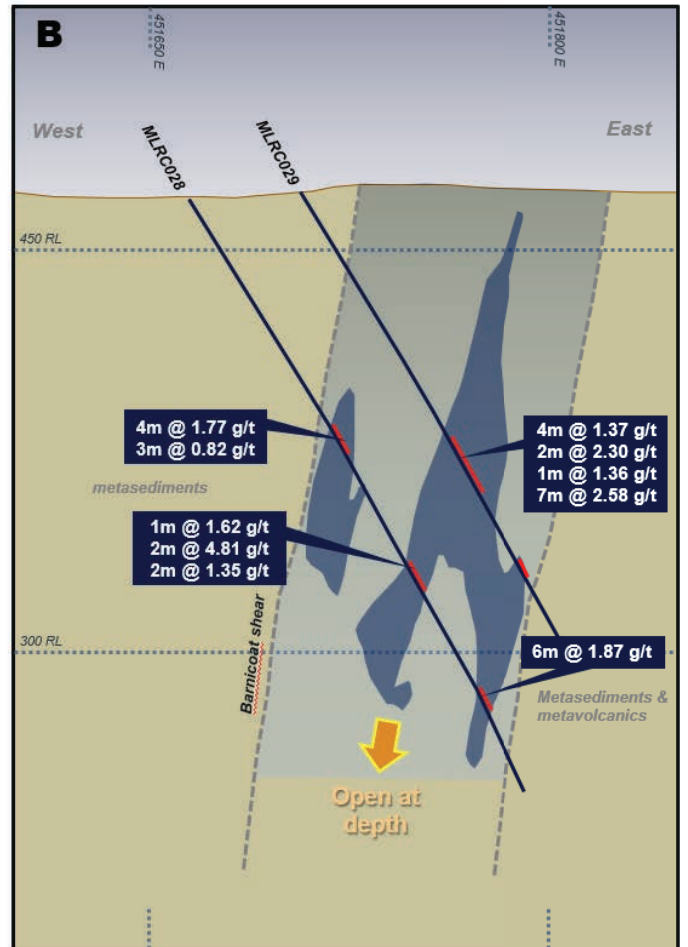 B
451650 E
451800 E
West
East
MLRC028
MLRC029
450 RL
4m @ 1.77 g/t
3m @ 0.82 g/t
4m @ 1.37 g/t
2m @ 2.30 g/t
1m @ 1.36 g/t
7m @ 2.58 g/t
metasediments
1m @ 1.62 g/t
2m @ 4.81 g/t
2m @ 1.35 g/t
300 RL
Barnicoat shear
6m @ 1.87 g/t
Metasediments &
metavolcanics
Open at
depth